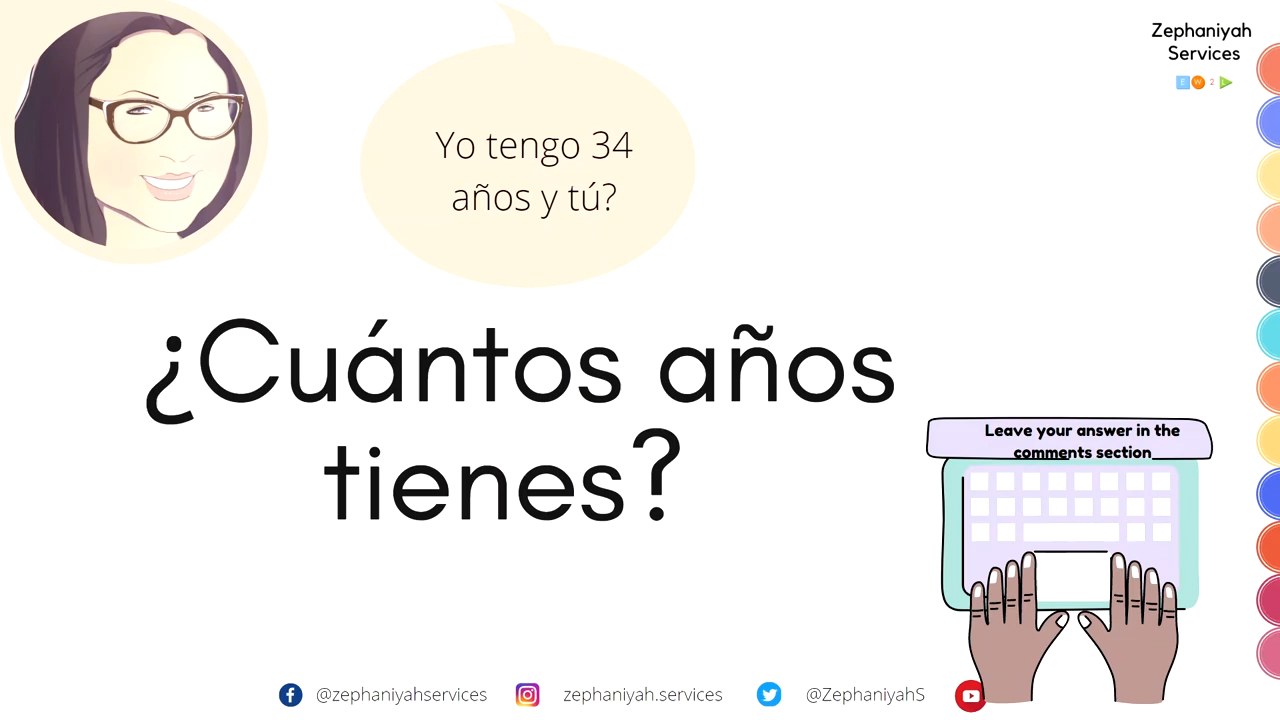 Zephaniyah
Services
E W 2 L
Yo tengo 34
años y tú?
¿Cuántos años
tienes?
Leave your answer in the
comments section
@zephaniyahservices
zephaniyah.services
@ZephaniyahS